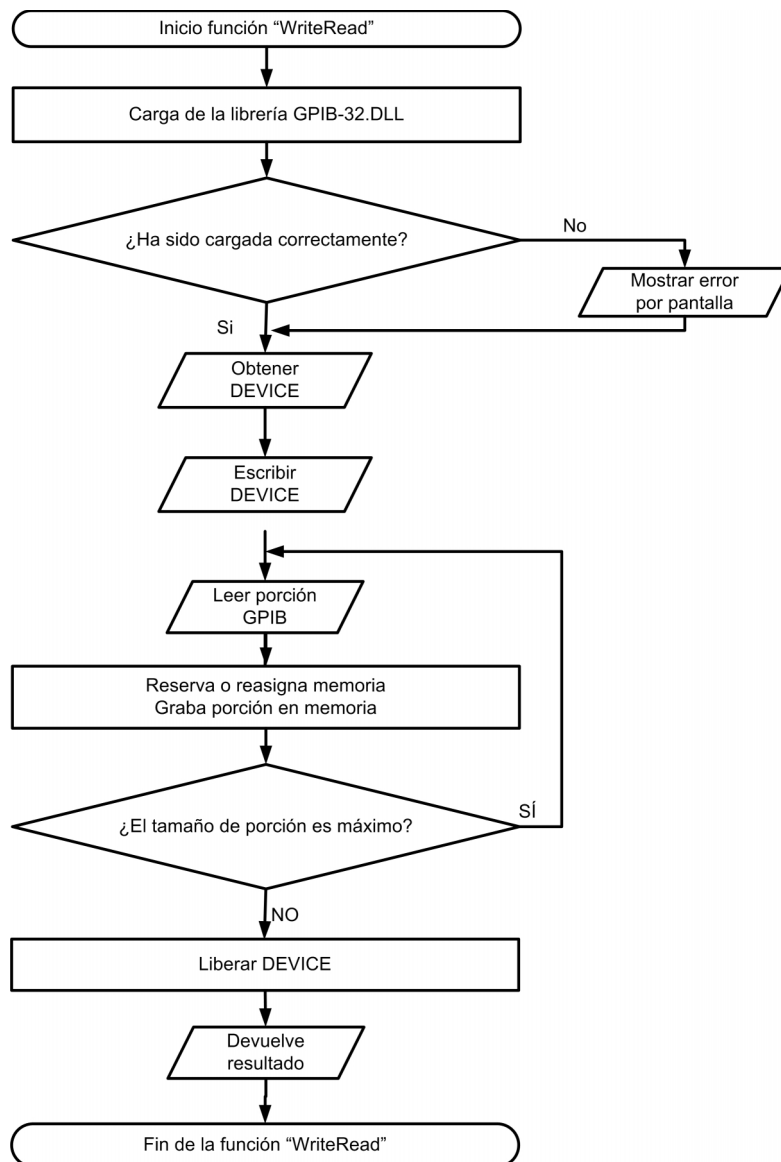 Inicio función “WriteRead”
Carga de la librería GPIB-32.DLL
¿Ha sido cargada correctamente?
No
Mostrar error
por pantalla
Si
Obtener
DEVICE
Escribir
DEVICE
Leer porción
GPIB
Reserva o reasigna memoria
Graba porción en memoria
¿El tamaño de porción es máximo?
SÍ
NO
Liberar DEVICE
Devuelve
resultado
Fin de la función “WriteRead”